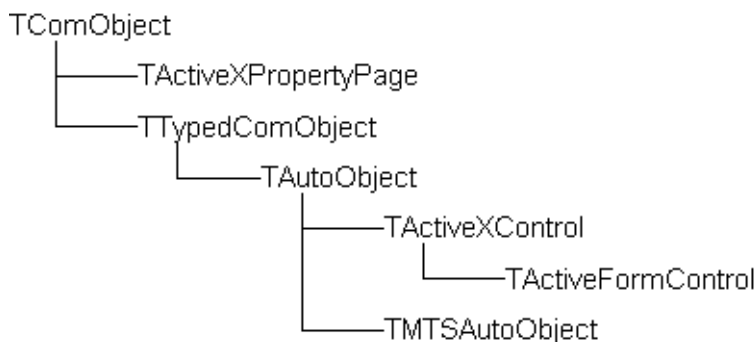 TComObject
TActiveXPropertyPage
TTypedComObject
TAutoObject
TActiveXControl
TActiveFormControl
TMTSAutoObject